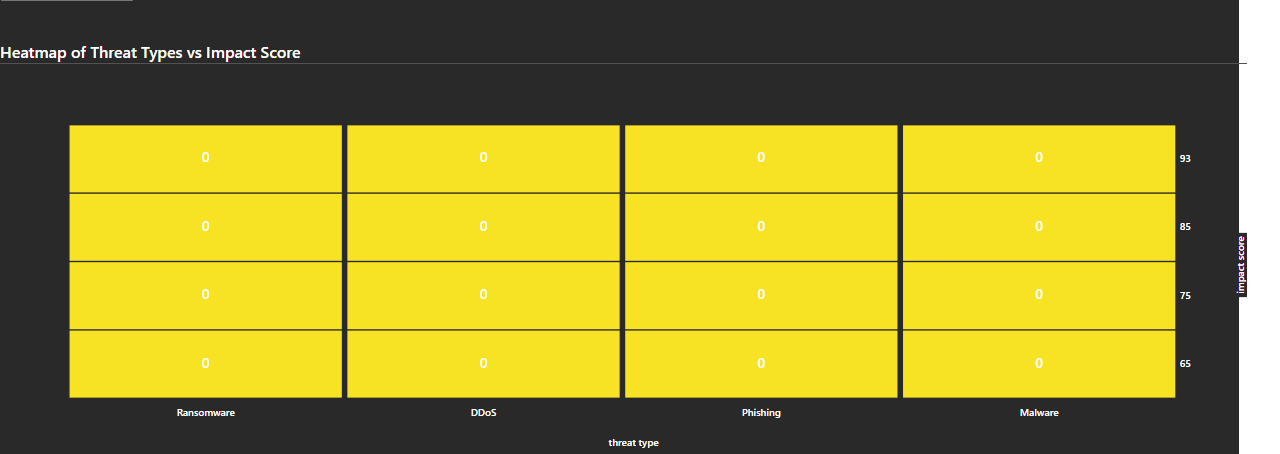 Heatmap of Threat Types vs Impact Score
0 0 0 0 93
0 0 0 0 85
impact score
0 0 0 0 75
0 0 0 0 65
Ransomware DDoS Phishing Malware
threat type